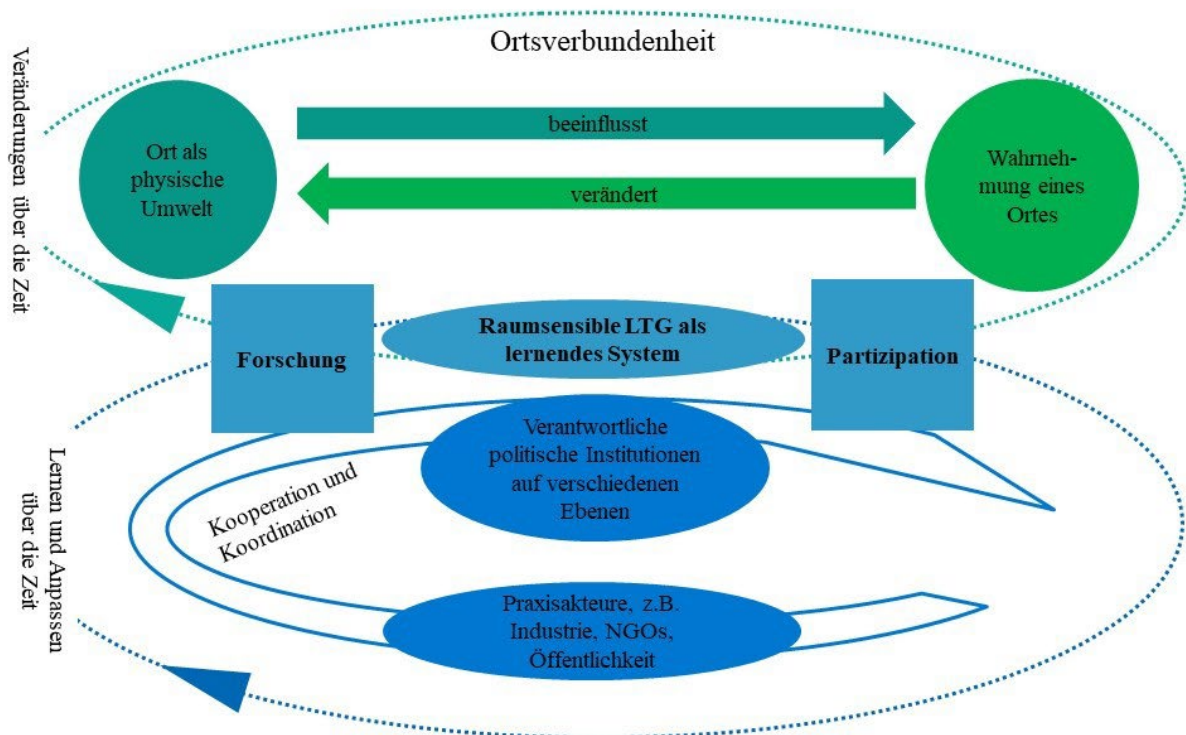 Ortsverbundenheit
Veränderungen über die Zeit
Ort als
physische
Umwelt
beeinflusst
verändert
Wahrneh-
mung eines
Ortes
Forschung
Raumsensible LTG als
lernendes System
Partizipation
Lernen und Anpassen
über die Zeit
Kooperation und
Koordination
Verantwortliche
politische Institutionen
auf verschiedenen
Ebenen
Praxisakteure, z.B.
Industrie, NGOs,
Öffentlichkeit